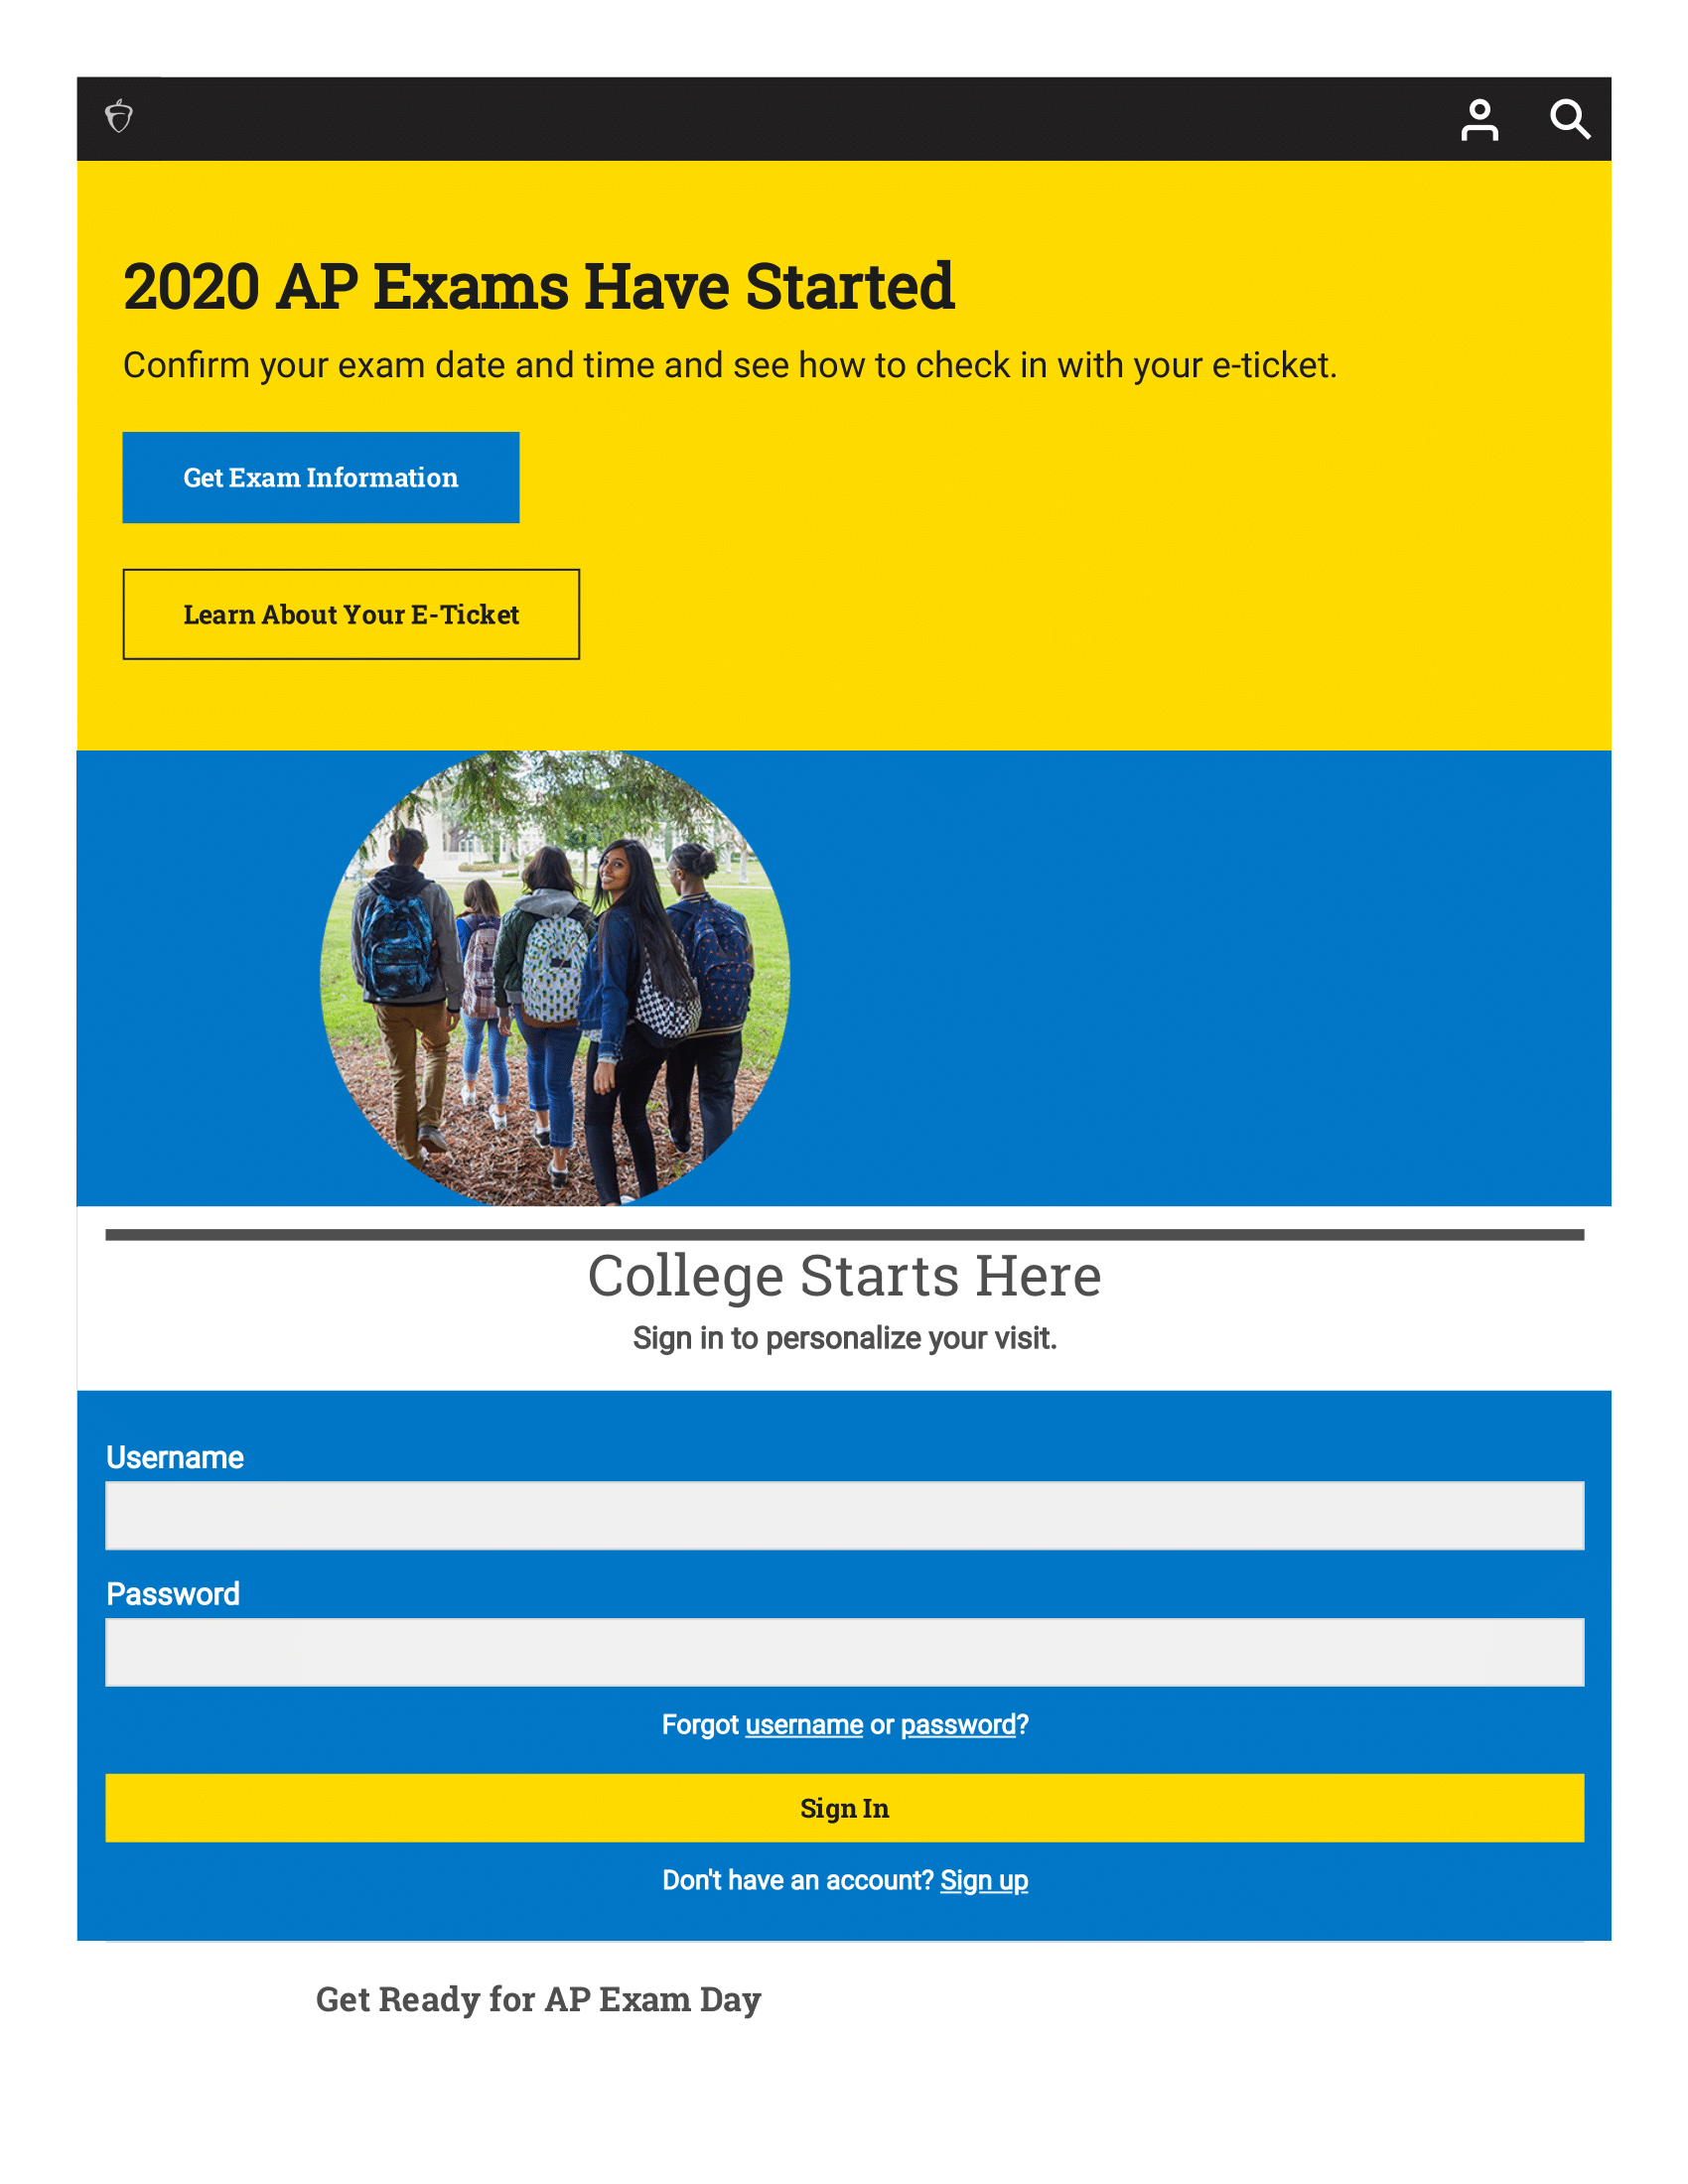 2020 AP Exams Have Started
Confirm your exam date and time and see how to check in with your e-ticket.
Get Exam Information
Learn About Your E-Ticket
College Starts Here
Sign in to personalize your visit.
Username
Password
Forgot username or password?
Sign In
Don't have an account? Sign up
Get Ready for AP Exam Day